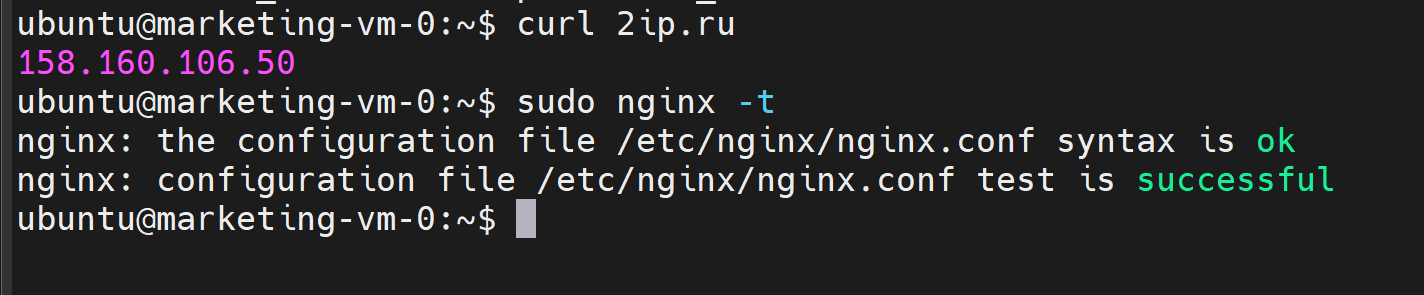 ubuntu@marketing-vm-0:~$ curl 2ip.ru
158.160.106.50
ubuntu@marketing-vm-0:~$ sudo nginx -t
nginx: the configuration file /etc/nginx/nginx.conf syntax is ok
nginx: configuration file /etc/nginx/nginx.conf test is successful
ubuntu@marketing-vm-0:~$